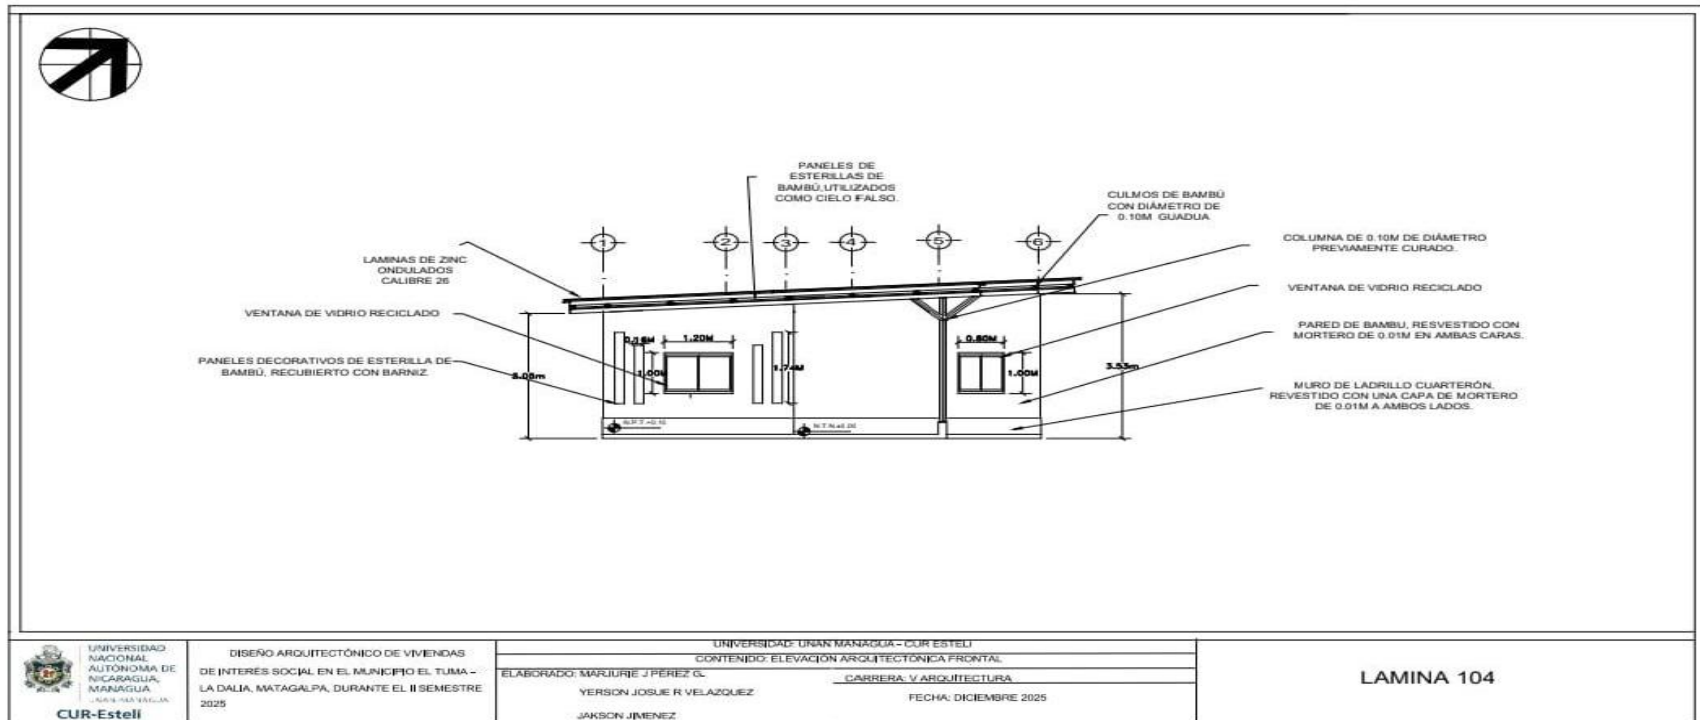 PANELES DE
ESTERILLAS DE
BAMBÚ,UTILIZADOS
COMO CIELO FALSO.
CULMOS DE BAMBÚ
CON DIÁMETRO DE
0.10M GUADUA
1
2
3
4
5
6
COLUMNA DE 0.10M DE DIÁMETRO
PREVIAMENTE CURADO.
LAMINAS DE ZINC
ONDULADOS
CALIBRE 26
VENTANA DE VIDRIO RECICLADO
VENTANA DE VIDRIO RECICLADO
PARED DE BAMBU, RESVESTIDO CON
MORTERO DE 0.01M EN AMBAS CARAS.
PANELES DECORATIVOS DE ESTERILLA DE
BAMBÚ, RECUBIERTO CON BARNIZ.
1.20M
1.00M
1.74M
0.80M
1.00M
3.53m
MURO DE LADRILLO CUARTERÓN,
REVESTIDO CON UNA CAPA DE MORTERO
DE 0.01M A AMBOS LADOS.
UNIVERSIDAD
NACIONAL
AUTÓNOMA DE
NICARAGUA,
MANAGUA
UNAN-MANAGUA
CUR-Estelí
DISEÑO ARQUITECTÓNICO DE VIVIENDAS
DE INTERÉS SOCIAL EN EL MUNICIPIO EL TUMA –
LA DALIA, MATAGALPA, DURANTE EL II SEMESTRE
2025
UNIVERSIDAD: UNAN MANAGUA – CUR ESTELI
CONTENIDO: ELEVACIÓN ARQUITECTÓNICA FRONTAL
ELABORADO: MARJURIE J PÉREZ G.
YERSON JOSUE R VELAZQUEZ
JAKSON JIMENEZ
CARRERA: V ARQUITECTURA
FECHA: DICIEMBRE 2025
LAMINA 104